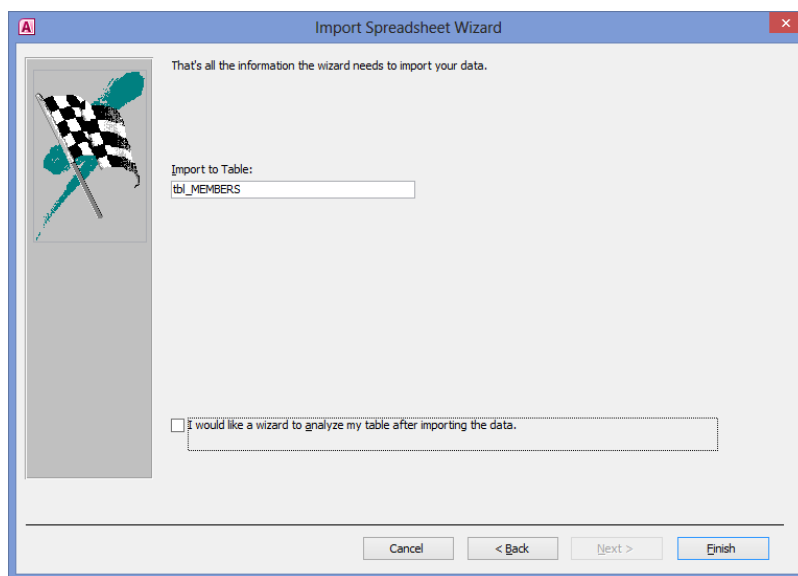 A
Import Spreadsheet Wizard
×
That's all the information the wizard needs to import your data.
Import to Table:
tbl_MEMBERS
I would like a wizard to analyze my table after importing the data.
Cancel
< Back
Next >
Finish